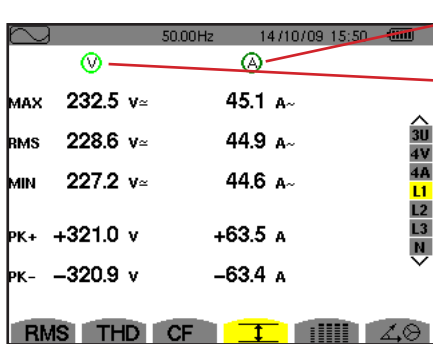 50.00Hz 14/10/09 15:50
V A
MAX 232.5 V≃ 45.1 A~
RMS 228.6 V≃ 44.9 A~
MIN 227.2 V≃ 44.6 A~
PK+ +321.0 V +63.5 A
PK- -320.9 V -63.4 A
3U
4V
4A
L1
L2
L3
N
RMS THD CF